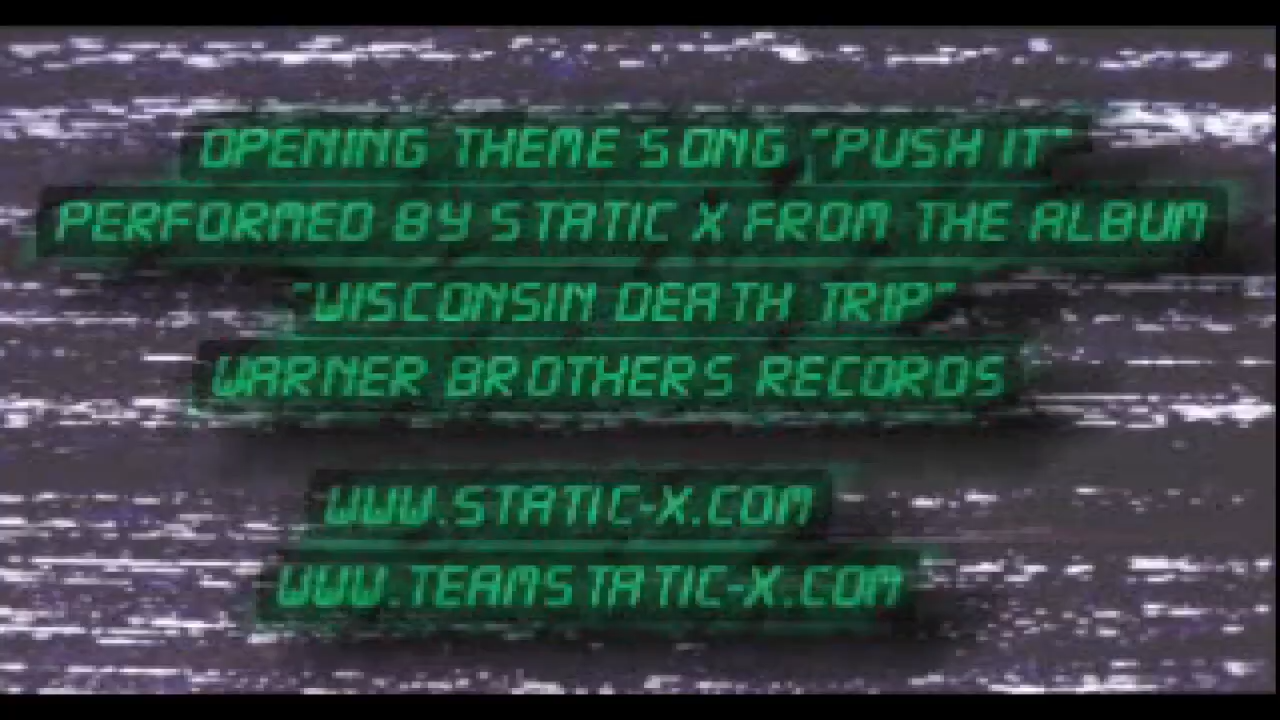 OPENING THEME SONG "PUSH IT"
PERFORMED BY STATIC X FROM THE ALBUM
"WISCONSIN DEATH TRIP"
WARNER BROTHERS RECORDS
WWW.STATIC-X.COM
WWW.TEAMSTATIC-X.COM